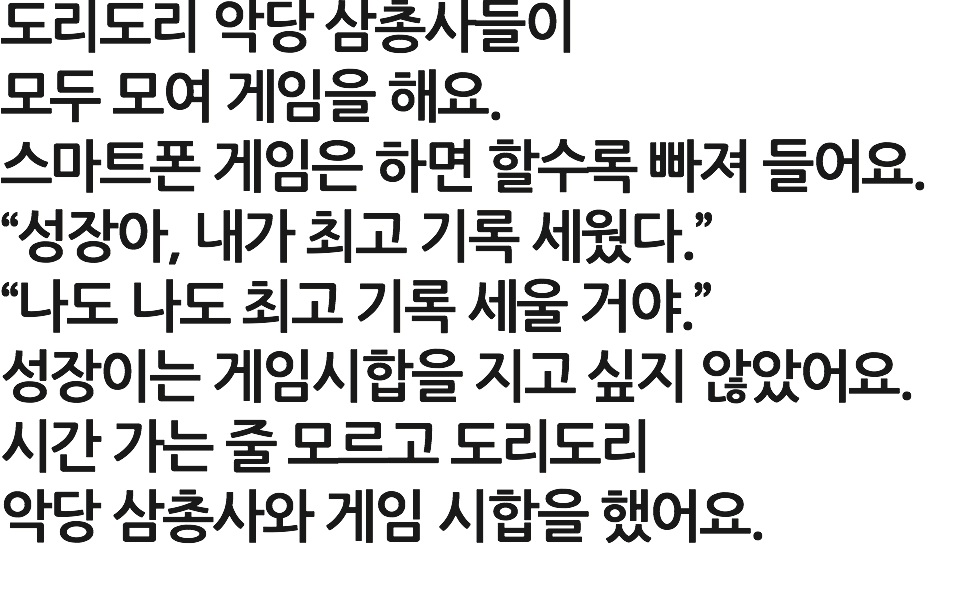 도리도리 악당 삼총사들이
모두 모여 게임을 해요.
스마트폰 게임은 하면 할수록 빠져 들어요.
“성장아, 내가 최고 기록 세웠다.”
“나도 나도 최고 기록 세울 거야.”
성장이는 게임시합을 지고 싶지 않았어요.
시간 가는 줄 모르고 도리도리
악당 삼총사와 게임 시합을 했어요.